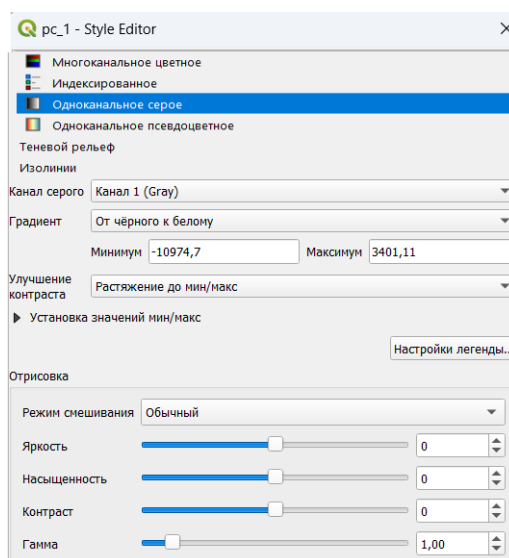 pc_1 - Style Editor
Многоканальное цветное
Индексированное
Одноканальное серое
Одноканальное псевдоцветное
Теневой рельеф
Изолинии
Канал серого Канал 1 (Gray)
Градиент От чёрного к белому
Минимум -10974,7 Максимум 3401,11
Улучшение контраста Растяжение до мин/макс
Установка значений мин/макс
Настройки легенды..
Отрисовка
Режим смешивания Обычный
Яркость 0
Насыщенность 0
Контраст 0
Гамма 1,00